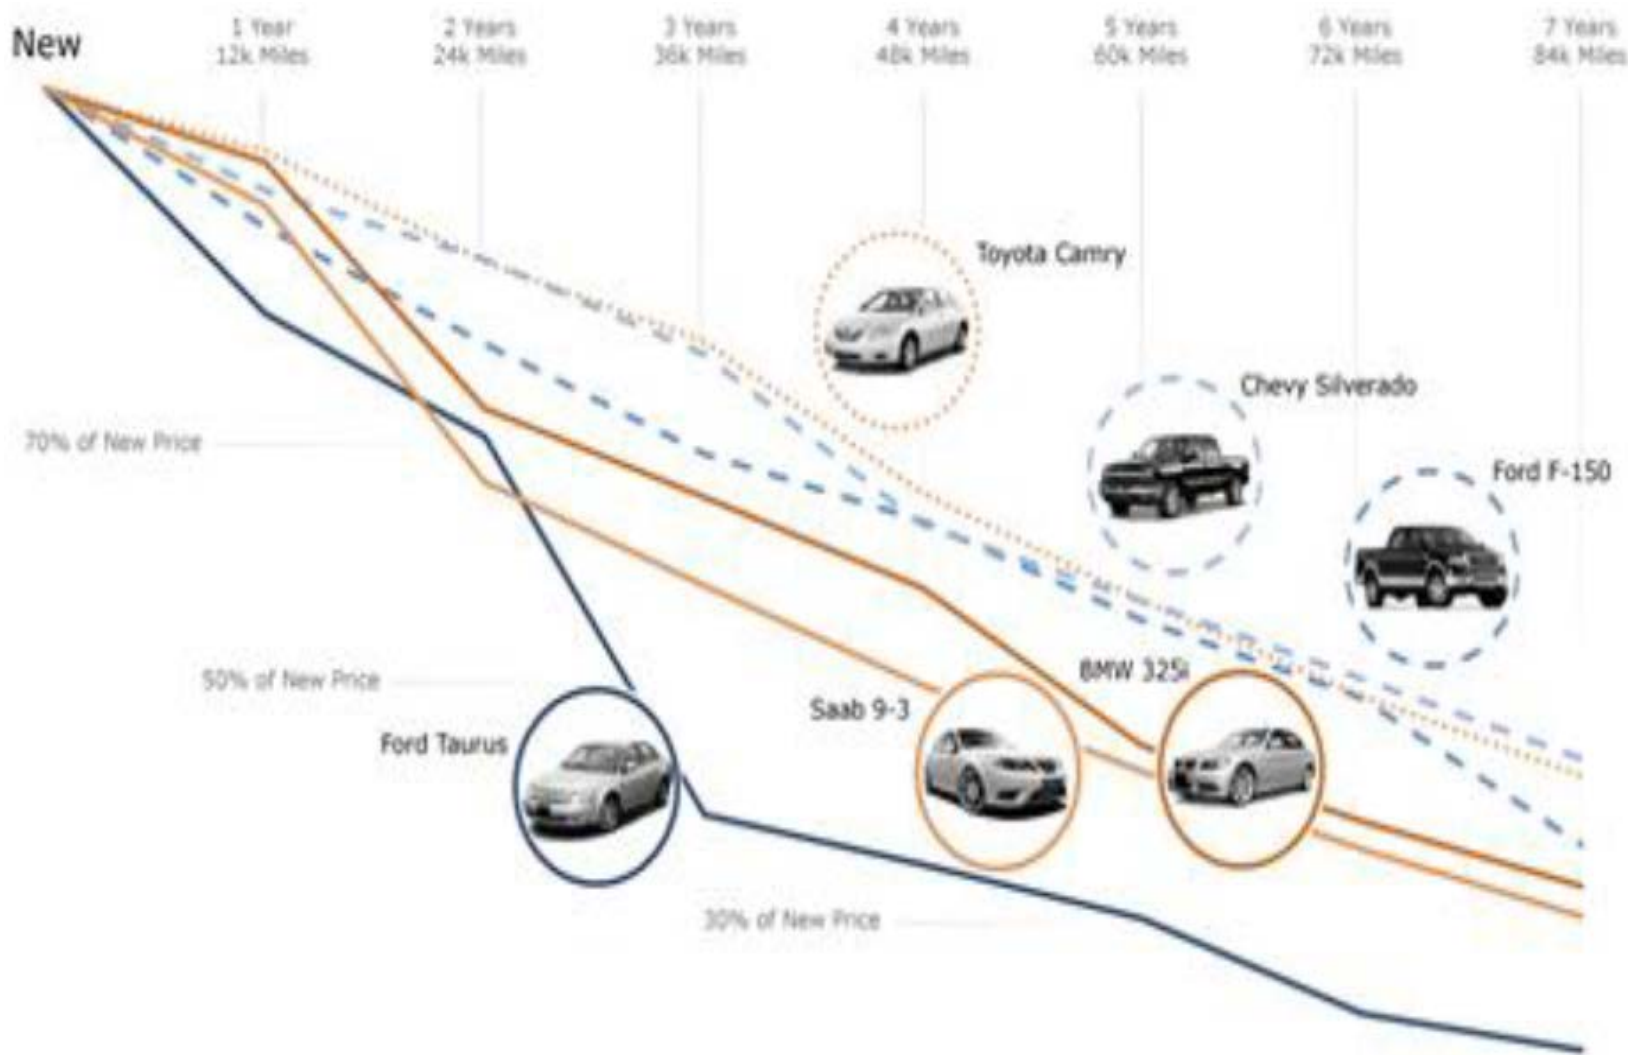 New
1 Year
12k Miles
2 Years
24k Miles
3 Years
36k Miles
4 Years
48k Miles
5 Years
60k Miles
6 Years
72k Miles
7 Years
84k Miles
Toyota Camry
Chevy Silverado
70% of New Price
Ford F-150
BMW 325i
50% of New Price
Saab 9-3
Ford Taurus
30% of New Price